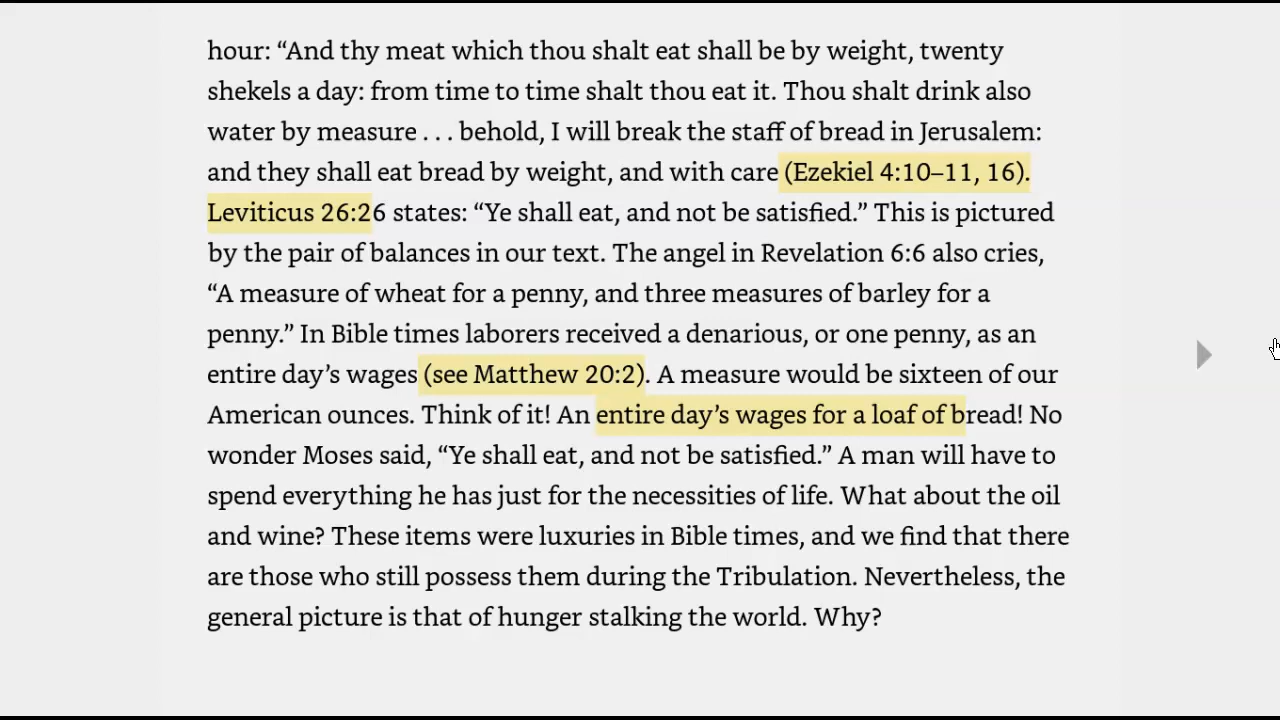 hour: “And thy meat which thou shalt eat shall be by weight, twenty
shekels a day: from time to time shalt thou eat it. Thou shalt drink also
water by measure . . . behold, I will break the staff of bread in Jerusalem:
and they shall eat bread by weight, and with care (Ezekiel 4:10–11, 16).
Leviticus 26:26 states: “Ye shall eat, and not be satisfied.” This is pictured
by the pair of balances in our text. The angel in Revelation 6:6 also cries,
“A measure of wheat for a penny, and three measures of barley for a
penny.” In Bible times laborers received a denarious, or one penny, as an
entire day’s wages (see Matthew 20:2). A measure would be sixteen of our
American ounces. Think of it! An entire day’s wages for a loaf of bread! No
wonder Moses said, “Ye shall eat, and not be satisfied.” A man will have to
spend everything he has just for the necessities of life. What about the oil
and wine? These items were luxuries in Bible times, and we find that there
are those who still possess them during the Tribulation. Nevertheless, the
general picture is that of hunger stalking the world. Why?